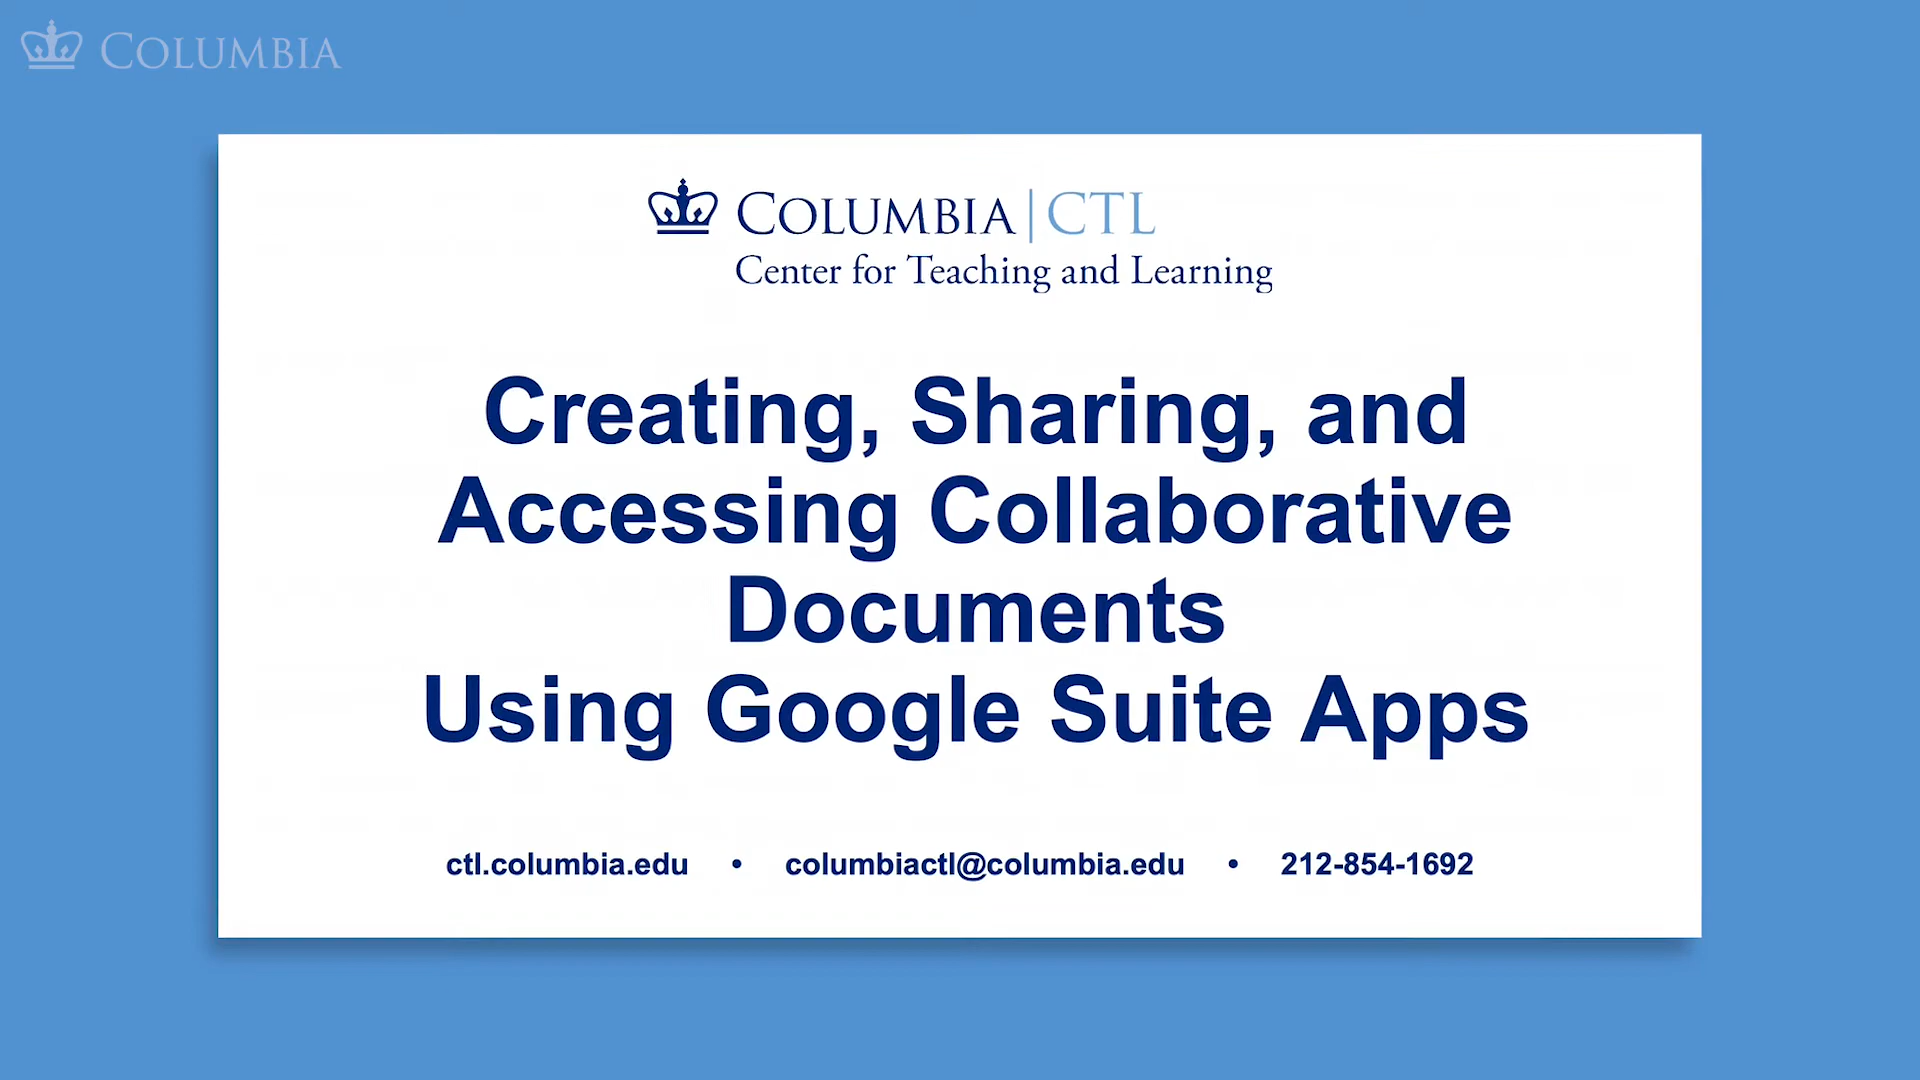 COLUMBIA
COLUMBIA | CTL
Center for Teaching and Learning
Creating, Sharing, and
Accessing Collaborative
Documents
Using Google Suite Apps
ctl.columbia.edu • columbiactl@columbia.edu • 212-854-1692